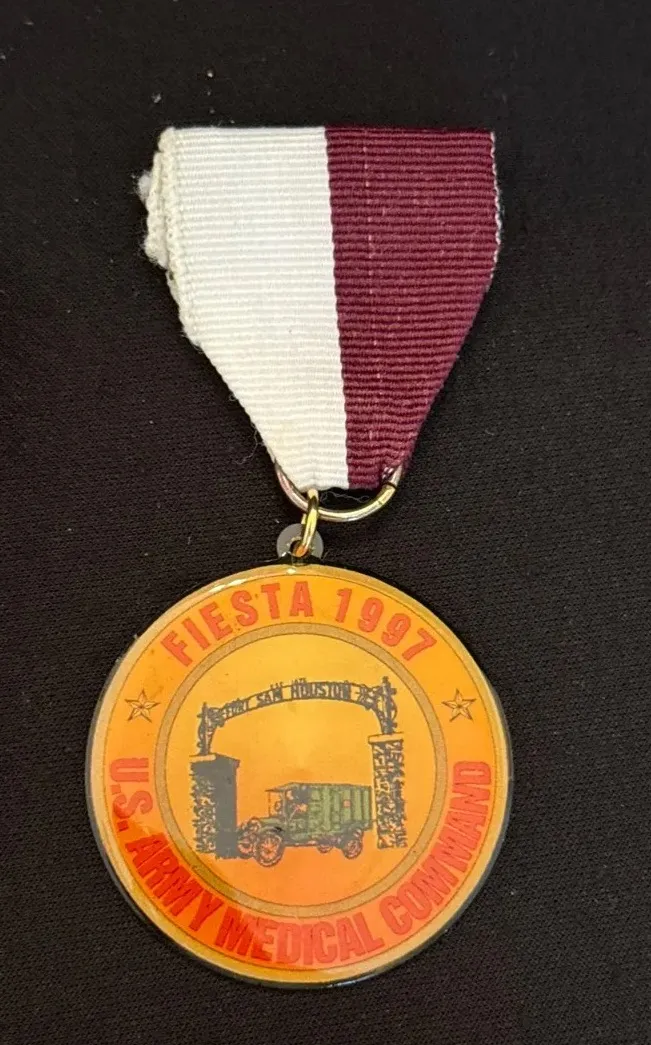 FIESTA 1997
FORT SAM HOUSTON
U.S. ARMY MEDICAL COMMAND